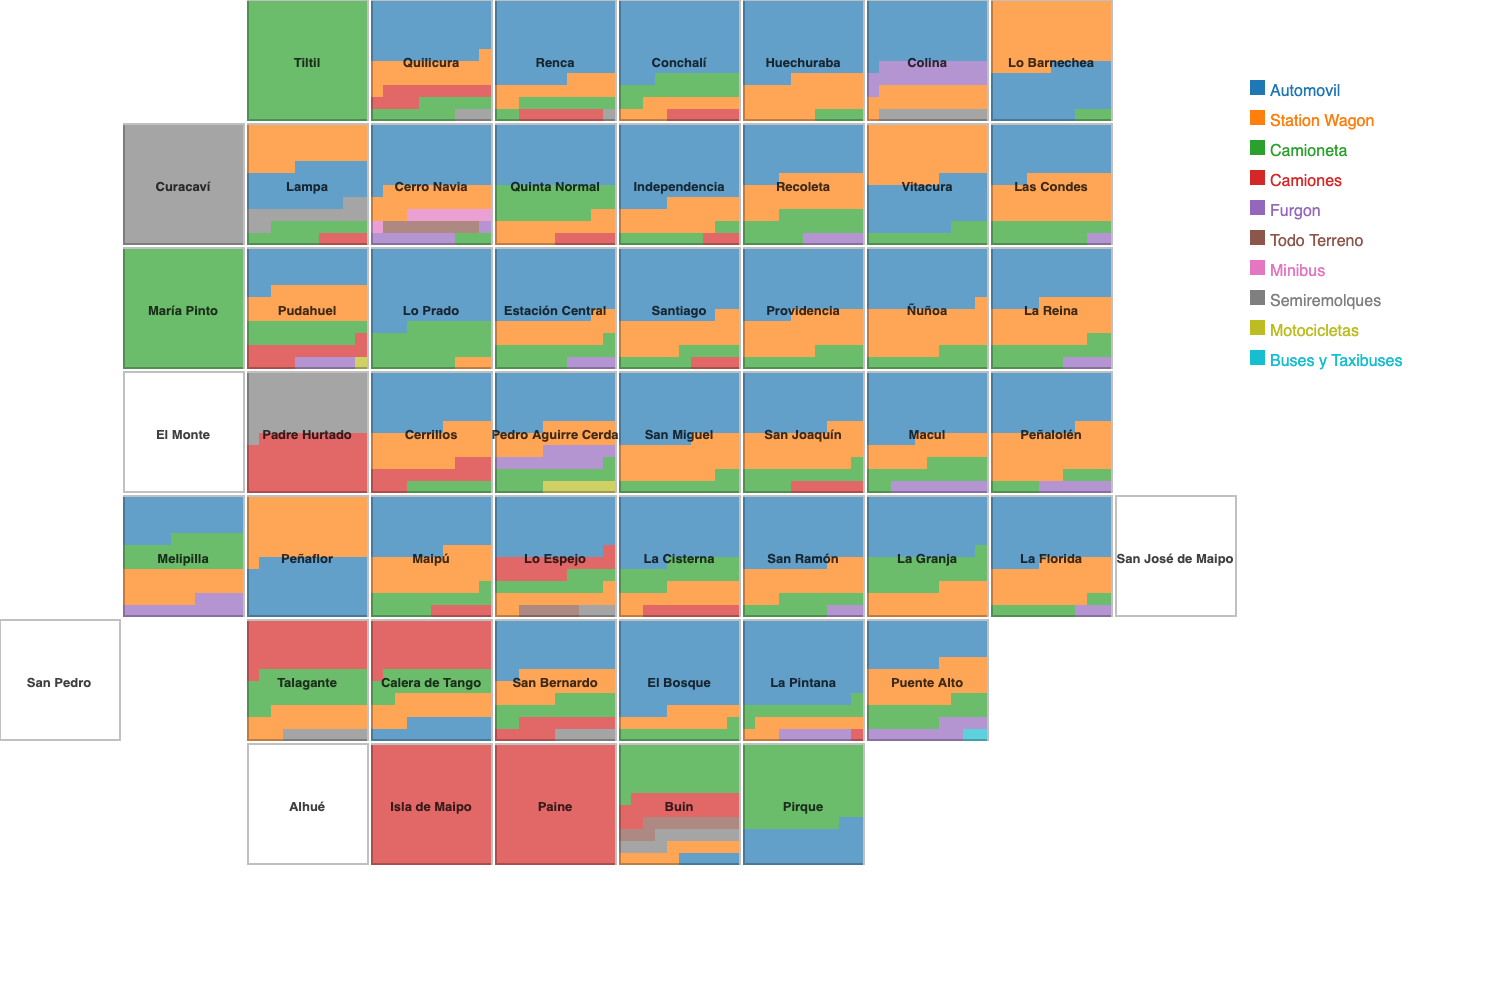 Tiltil
Quilicura
Renca
Conchalí
Huechuraba
Colina
Lo Barnechea
Curacaví
Lampa
Cerro Navia
Quinta Normal
Independencia
Recoleta
Vitacura
Las Condes
María Pinto
Pudahuel
Lo Prado
Estación Central
Santiago
Providencia
Ñuñoa
La Reina
El Monte
Padre Hurtado
Cerrillos
Pedro Aguirre Cerda
San Miguel
San Joaquín
Macul
Peñalolén
Melipilla
Peñaflor
Maipú
Lo Espejo
La Cisterna
San Ramón
La Granja
La Florida
San José de Maipo
San Pedro
Talagante
Calera de Tango
San Bernardo
El Bosque
La Pintana
Puente Alto
Alhué
Isla de Maipo
Paine
Buin
Pirque
Automovil
Station Wagon
Camioneta
Camiones
Furgon
Todo Terreno
Minibus
Semiremolques
Motocicletas
Buses y Taxibuses